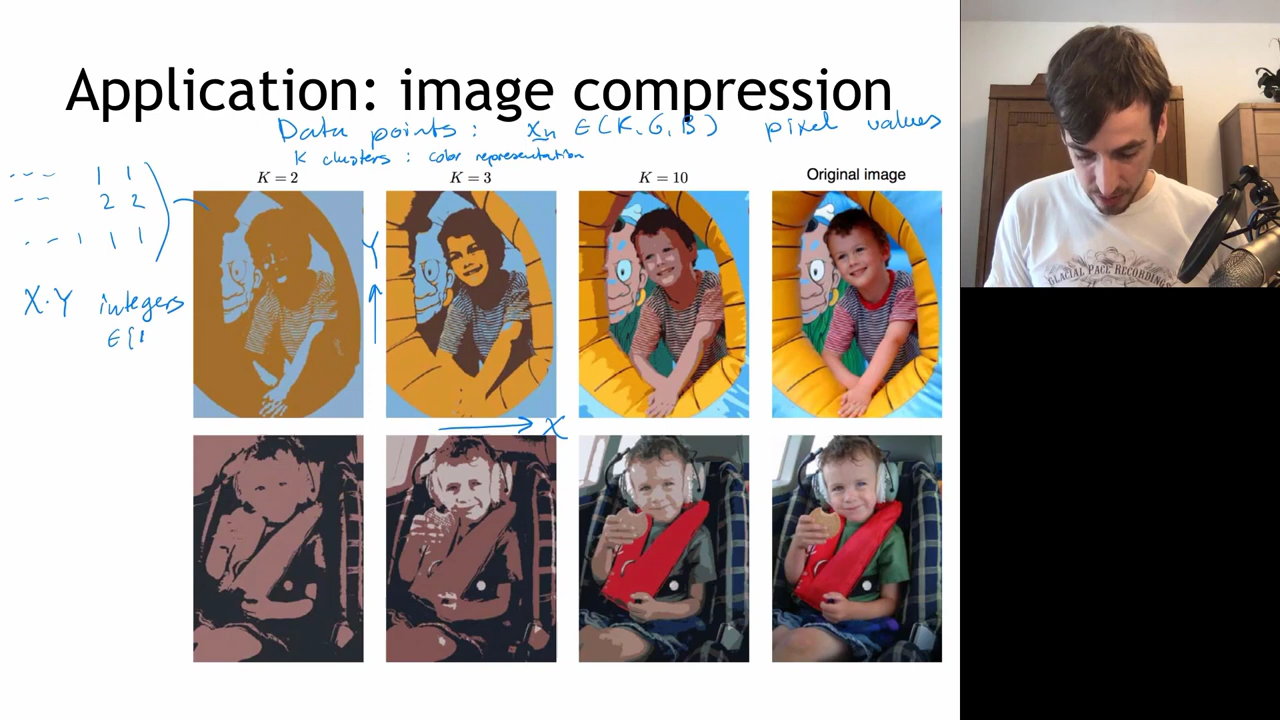 Application: image compression
Data points: xn ∈ (R, G, B) pixel values
K clusters: color representation
K = 2
K = 3
K = 10
Original image
--- 1 1
-- 2 2
--1 1 1
Y
X·Y integers
∈{1
X
GLACIAL PACE RECORDINGS